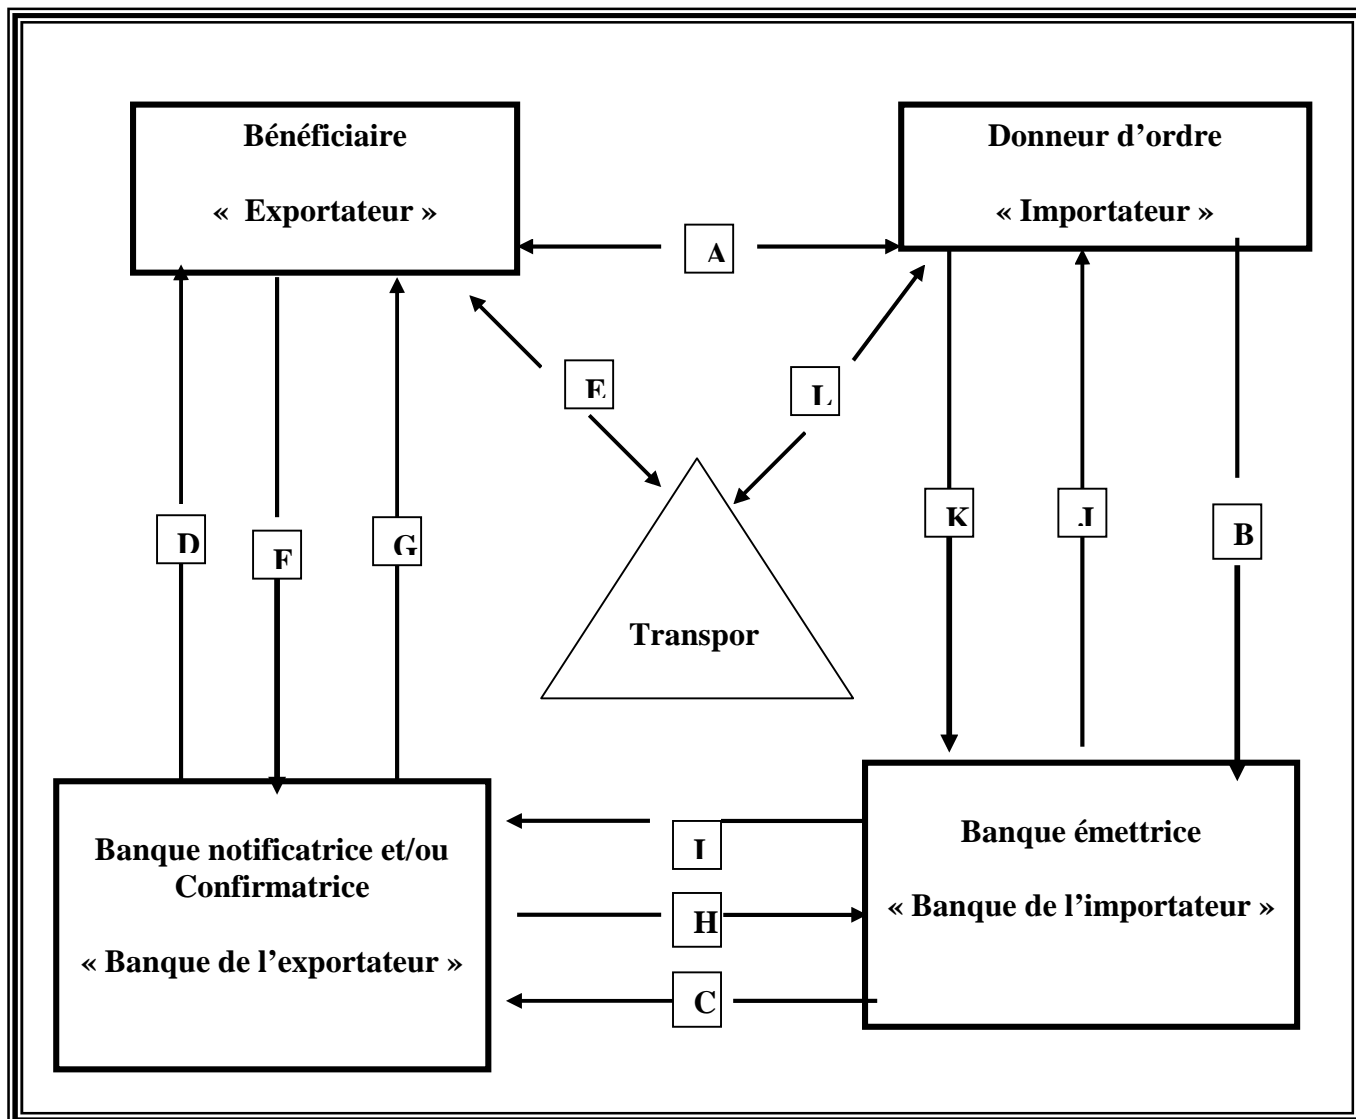 Bénéficiaire
« Exportateur »
Donneur d’ordre
« Importateur »
A
E
L
D
F
G
K
J
B
Transpor
Banque notificatrice et/ou
Confirmatrice
« Banque de l’exportateur »
I
H
C
Banque émettrice
« Banque de l’importateur »